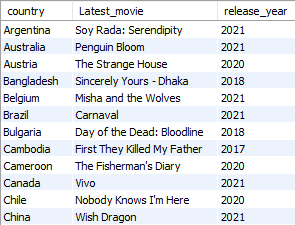 country Latest_movie release_year
Argentina Soy Rada: Serendipity 2021
Australia Penguin Bloom 2021
Austria The Strange House 2020
Bangladesh Sincerely Yours - Dhaka 2018
Belgium Misha and the Wolves 2021
Brazil Carnaval 2021
Bulgaria Day of the Dead: Bloodline 2018
Cambodia First They Killed My Father 2017
Cameroon The Fisherman's Diary 2020
Canada Vivo 2021
Chile Nobody Knows I'm Here 2020
China Wish Dragon 2021